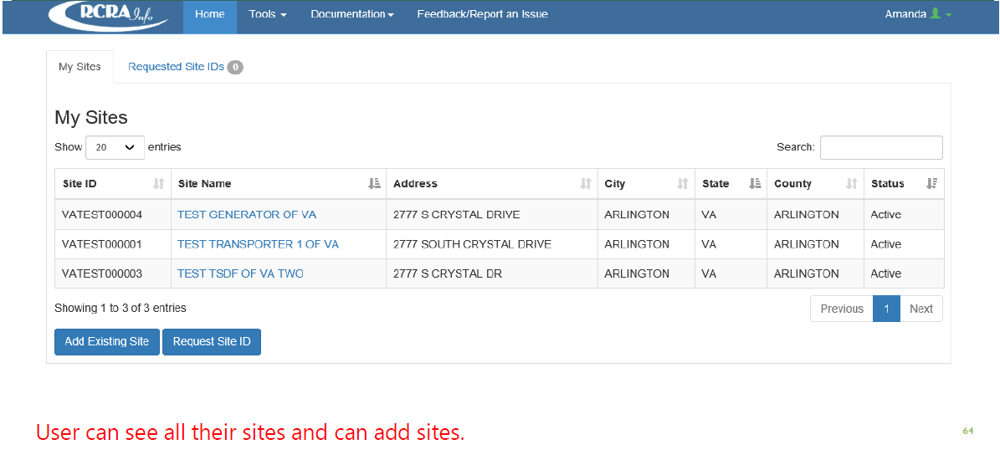 RCRAInfo Home Tools Documentation Feedback/Report an Issue Amanda
My Sites Requested Site IDs 0
My Sites
Show 20 entries Search:
Site ID Site Name Address City State County Status
VATEST000004 TEST GENERATOR OF VA 2777 S CRYSTAL DRIVE ARLINGTON VA ARLINGTON Active
VATEST000001 TEST TRANSPORTER 1 OF VA 2777 SOUTH CRYSTAL DRIVE ARLINGTON VA ARLINGTON Active
VATEST000003 TEST TSDF OF VA TWO 2777 S CRYSTAL DR ARLINGTON VA ARLINGTON Active
Showing 1 to 3 of 3 entries Previous 1 Next
Add Existing Site Request Site ID
User can see all their sites and can add sites. 64